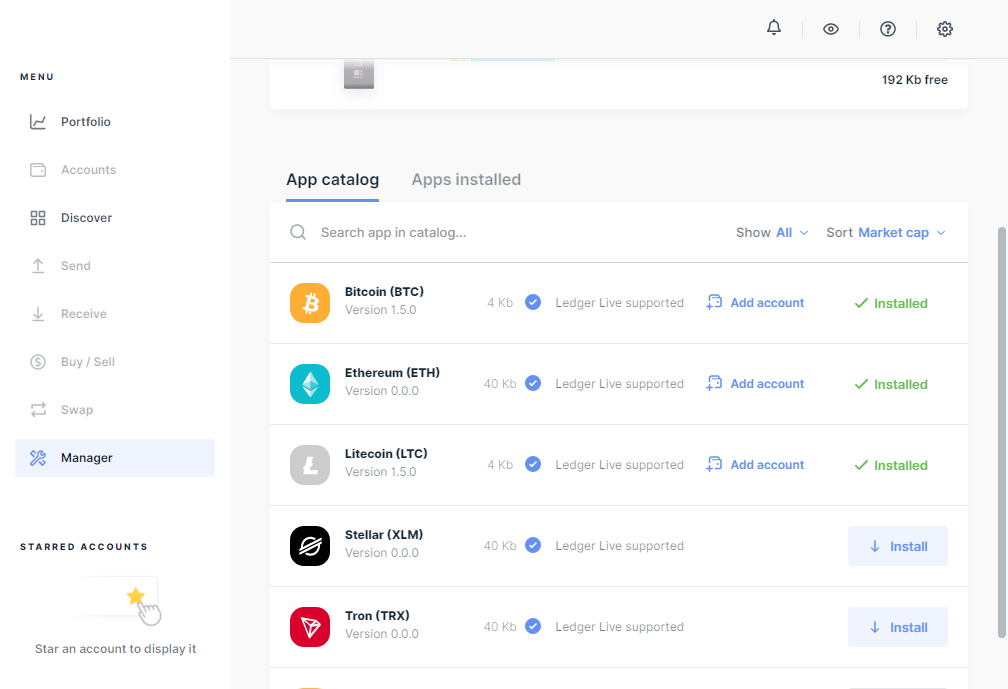 MENU
Portfolio
Accounts
Discover
Send
Receive
Buy / Sell
Swap
Manager
STARRED ACCOUNTS
Star an account to display it
192 Kb free
App catalog Apps installed
Search app in catalog... Show All Sort Market cap
Bitcoin (BTC)
Version 1.5.0
4 Kb Ledger Live supported Add account Installed
Ethereum (ETH)
Version 0.0.0
40 Kb Ledger Live supported Add account Installed
Litecoin (LTC)
Version 1.5.0
4 Kb Ledger Live supported Add account Installed
Stellar (XLM)
Version 0.0.0
40 Kb Ledger Live supported Install
Tron (TRX)
Version 0.0.0
40 Kb Ledger Live supported Install